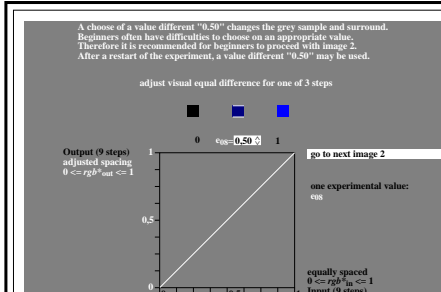 A choose of a value different "0.50" changes the grey sample and surround.
Beginners often have difficulties to choose on an appropriate value.
Therefore it is recommended for beginners to proceed with image 2.
After a restart of the experiment, a value different "0.50" may be used.
adjust visual equal difference for one of 3 steps
0 e08=0,50 1
Output (9 steps)
adjusted spacing
0 <= rgb*out <= 1
1
0,5
0
go to next image 2
one experimental value:
e08
equally spaced
0 <= rgb*in <= 1
Input (9 steps)